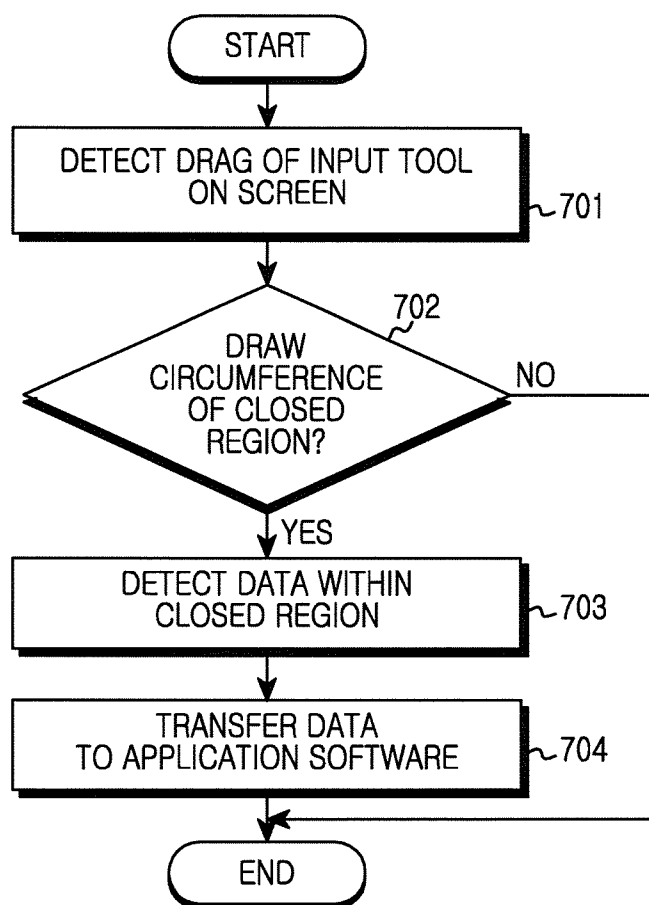 START
DETECT DRAG OF INPUT TOOL
ON SCREEN
701
702
DRAW
CIRCUMFERENCE
OF CLOSED
REGION?
NO
YES
DETECT DATA WITHIN
CLOSED REGION
703
TRANSFER DATA
TO APPLICATION SOFTWARE
704
END